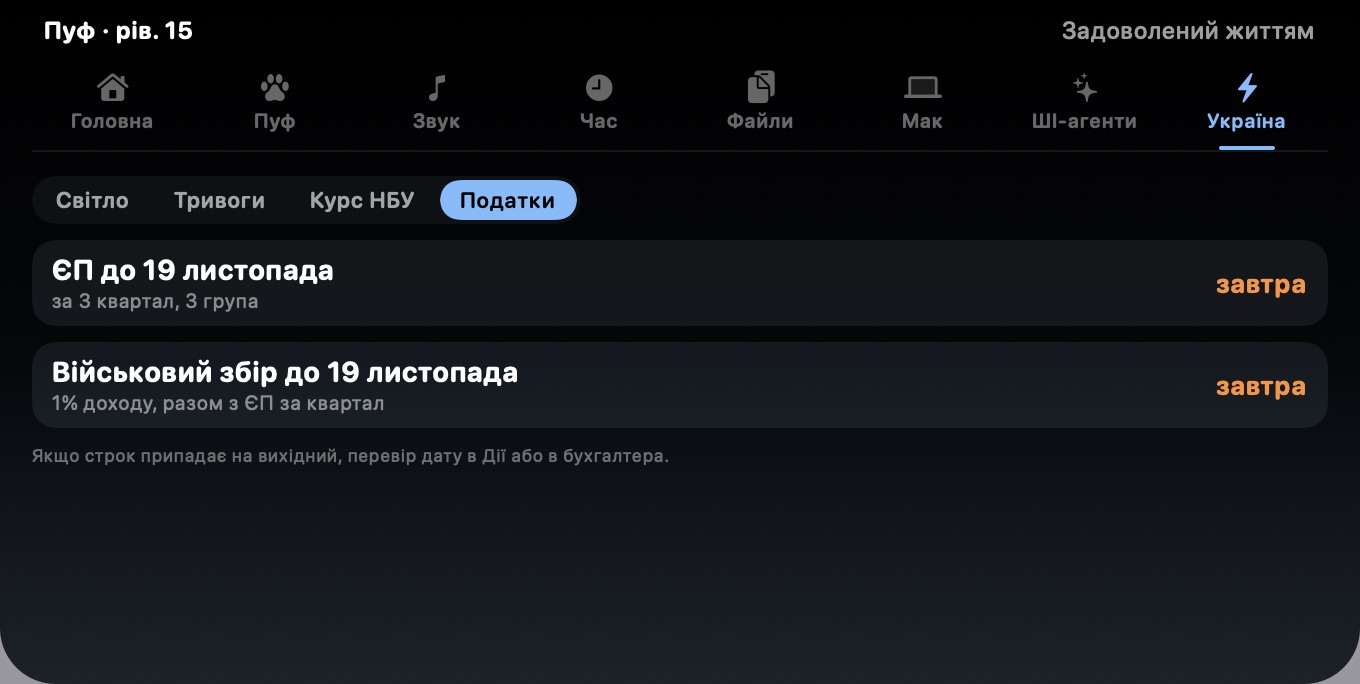 Пуф · рів. 15
Задоволений життям
Головна
Пуф
Звук
Час
Файли
Мак
ШІ-агенти
Україна
Світло
Тривоги
Курс НБУ
Податки
ЄП до 19 листопада
за 3 квартал, 3 група
завтра
Військовий збір до 19 листопада
1% доходу, разом з ЄП за квартал
завтра
Якщо строк припадає на вихідний, перевір дату в Дії або в бухгалтера.